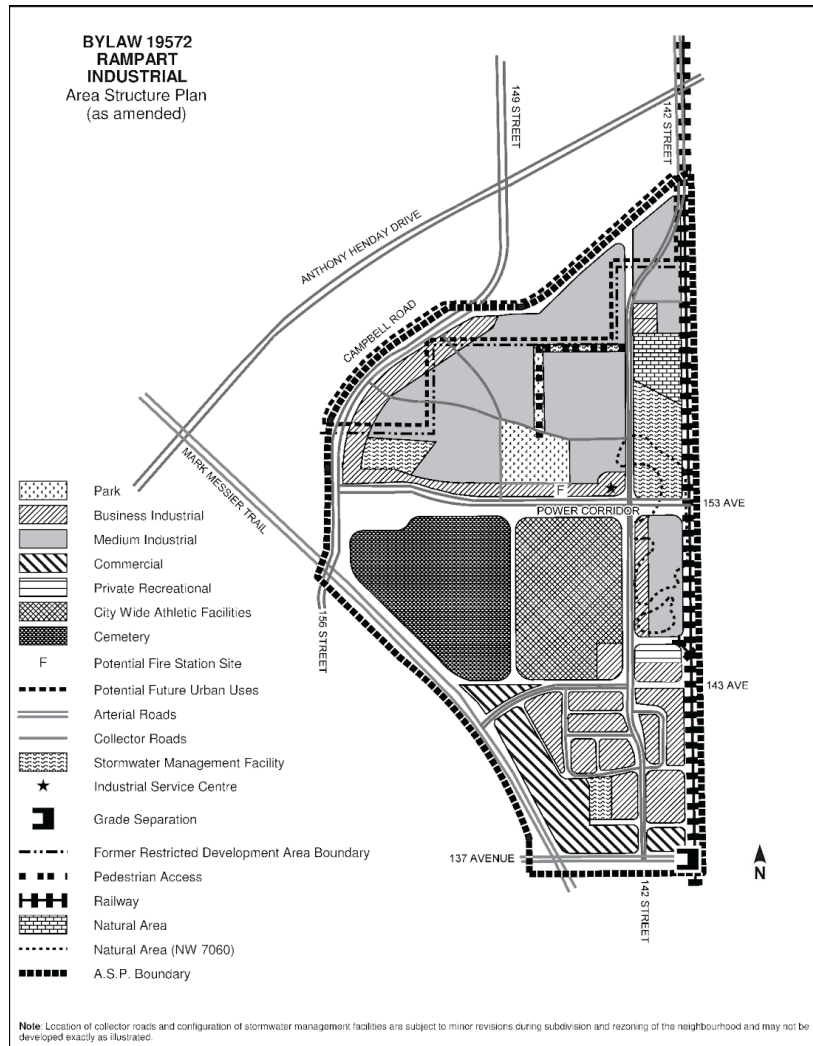 BYLAW 19572
RAMPART
INDUSTRIAL
Area Structure Plan
(as amended)
149 STREET
142 STREET
ANTHONY HENDAY DRIVE
CAMPBELL ROAD
MARK MESSIER TRAIL
F
153 AVE
POWER CORRIDOR
156 STREET
143 AVE
137 AVENUE
142 STREET
N
Park
Business Industrial
Medium Industrial
Commercial
Private Recreational
City Wide Athletic Facilities
Cemetery
F Potential Fire Station Site
Potential Future Urban Uses
Arterial Roads
Collector Roads
Stormwater Management Facility
Industrial Service Centre
Grade Separation
Former Restricted Development Area Boundary
Pedestrian Access
Railway
Natural Area
Natural Area (NW 7060)
A.S.P. Boundary
Note: Location of collector roads and configuration of stormwater management facilities are subject to minor revisions during subdivision and rezoning of the neighbourhood and may not be
developed exactly as illustrated.